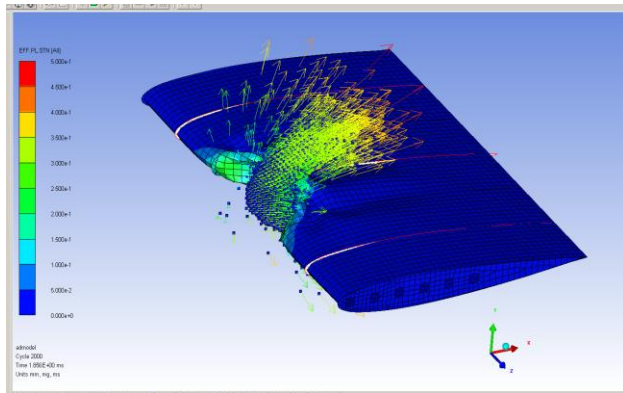 EFF.PL.STN (All)
5.000e-1
4.500e-1
4.000e-1
3.500e-1
3.000e-1
2.500e-1
2.000e-1
1.500e-1
1.000e-1
5.000e-2
0.000e+0
admodel
Cycle 2000
Time 1.660E+00 ms
Units mm, mg, ms
Y
X
Z